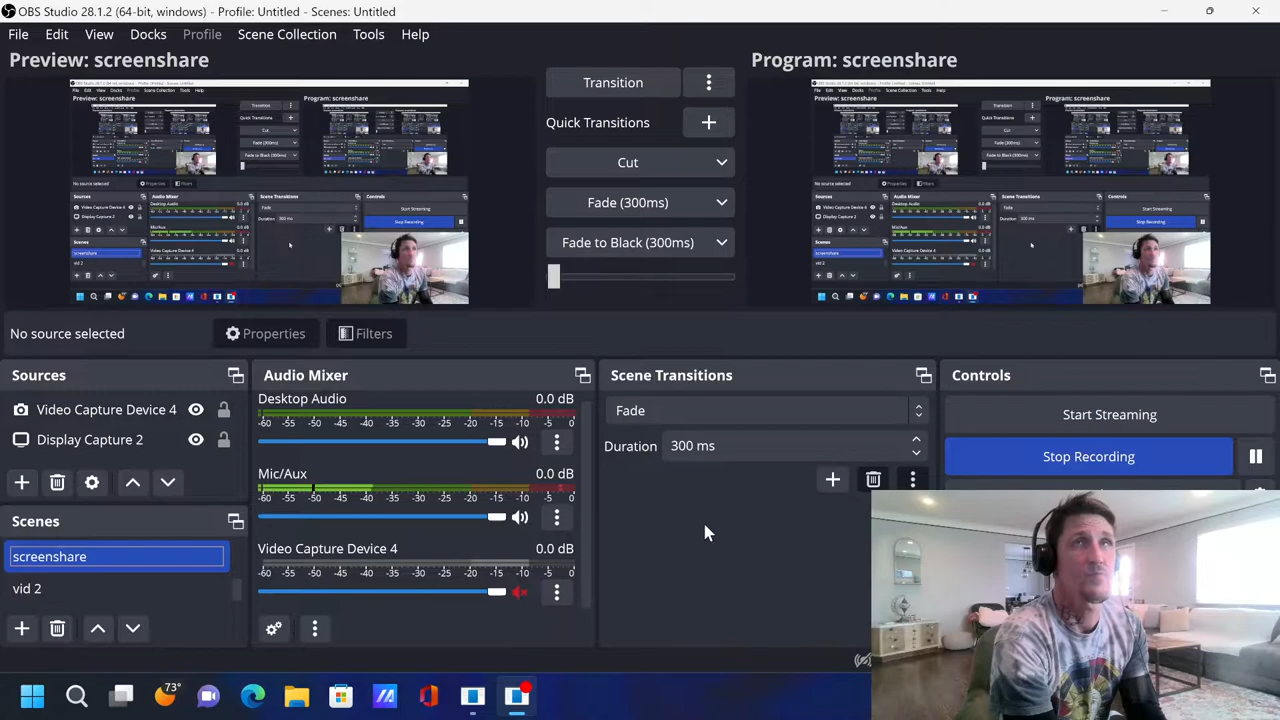 OBS Studio 28.1.2 (64-bit, windows) - Profile: Untitled - Scenes: Untitled
File Edit View Docks Profile Scene Collection Tools Help
Preview: screenshare
Program: screenshare
Transition
Quick Transitions
Cut
Fade (300ms)
Fade to Black (300ms)
No source selected
Properties
Filters
Sources
Video Capture Device 4
Display Capture 2
Scenes
screenshare
vid 2
Audio Mixer
Desktop Audio 0.0 dB
-60 -55 -50 -45 -40 -35 -30 -25 -20 -15 -10 -5 0
Mic/Aux 0.0 dB
-60 -55 -50 -45 -40 -35 -30 -25 -20 -15 -10 -5 0
Video Capture Device 4 0.0 dB
-60 -55 -50 -45 -40 -35 -30 -25 -20 -15 -10 -5 0
Scene Transitions
Fade
Duration 300 ms
Controls
Start Streaming
Stop Recording
73°